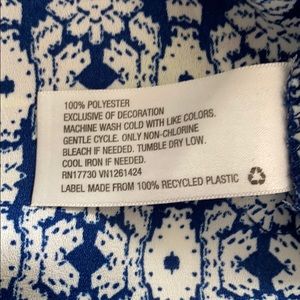 100% POLYESTER
EXCLUSIVE OF DECORATION
MACHINE WASH COLD WITH LIKE COLORS.
GENTLE CYCLE. ONLY NON-CHLORINE
BLEACH IF NEEDED. TUMBLE DRY LOW.
COOL IRON IF NEEDED.
RN17730 VN1261424
LABEL MADE FROM 100% RECYCLED PLASTIC